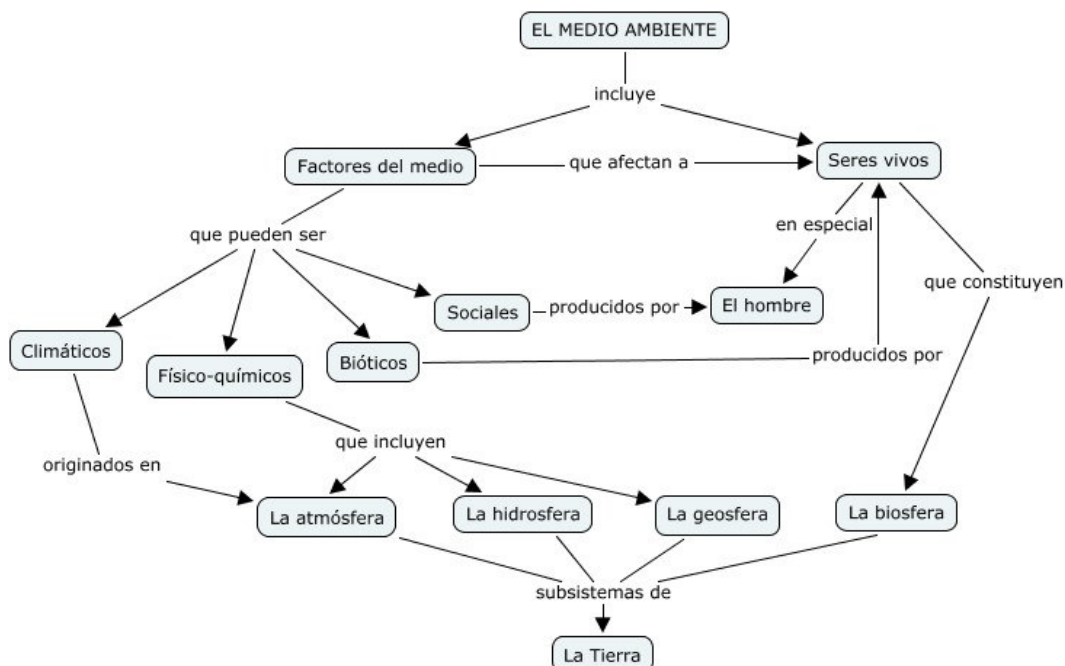 EL MEDIO AMBIENTE
incluye
Factores del medio
que afectan a
Seres vivos
que pueden ser
en especial
que constituyen
Sociales
producidos por
El hombre
Climáticos
Físico-químicos
Bióticos
producidos por
que incluyen
originados en
La atmósfera
La hidrosfera
La geosfera
La biosfera
subsistemas de
La Tierra